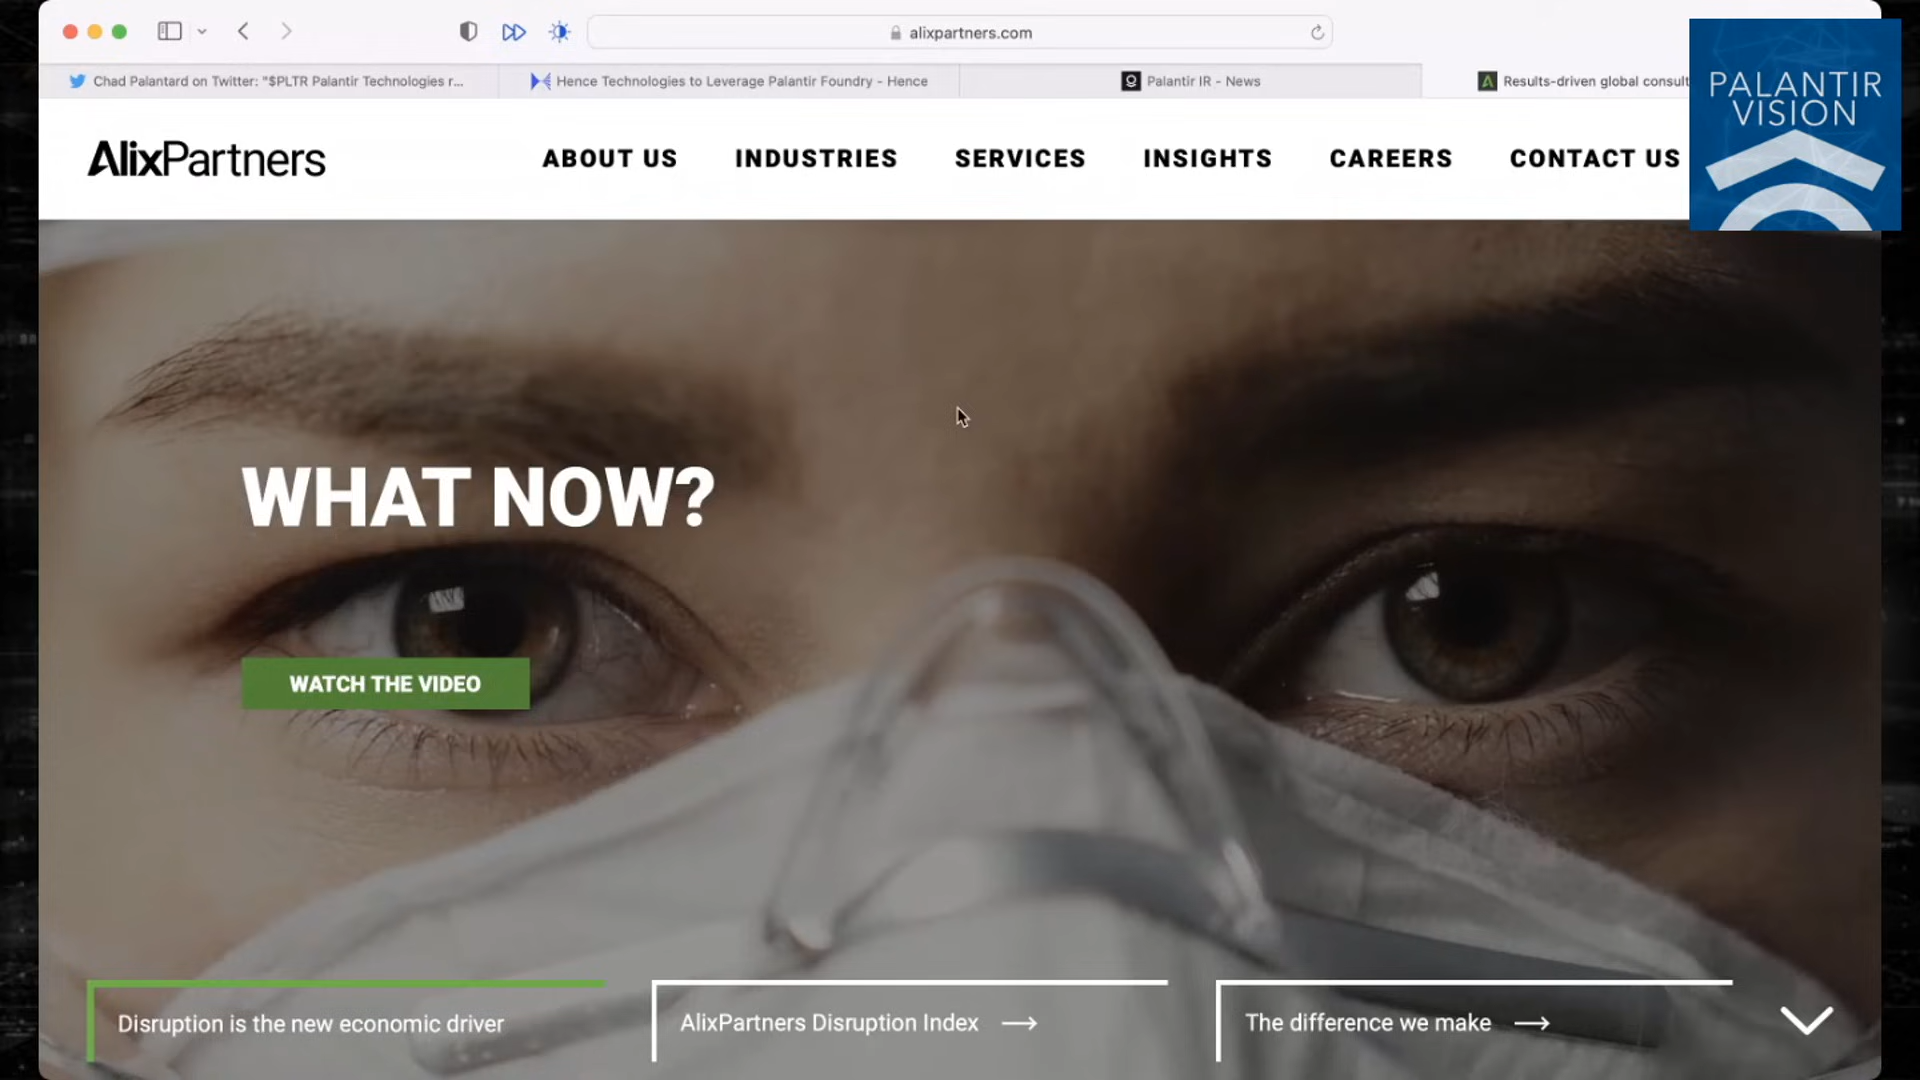 alixpartners.com
Chad Palantard on Twitter: "$PLTR Palantir Technologies r...
Hence Technologies to Leverage Palantir Foundry - Hence
Palantir IR - News
Results-driven global consult
PALANTIR
VISION
AlixPartners
ABOUT US
INDUSTRIES
SERVICES
INSIGHTS
CAREERS
CONTACT US
WHAT NOW?
WATCH THE VIDEO
Disruption is the new economic driver
AlixPartners Disruption Index
The difference we make